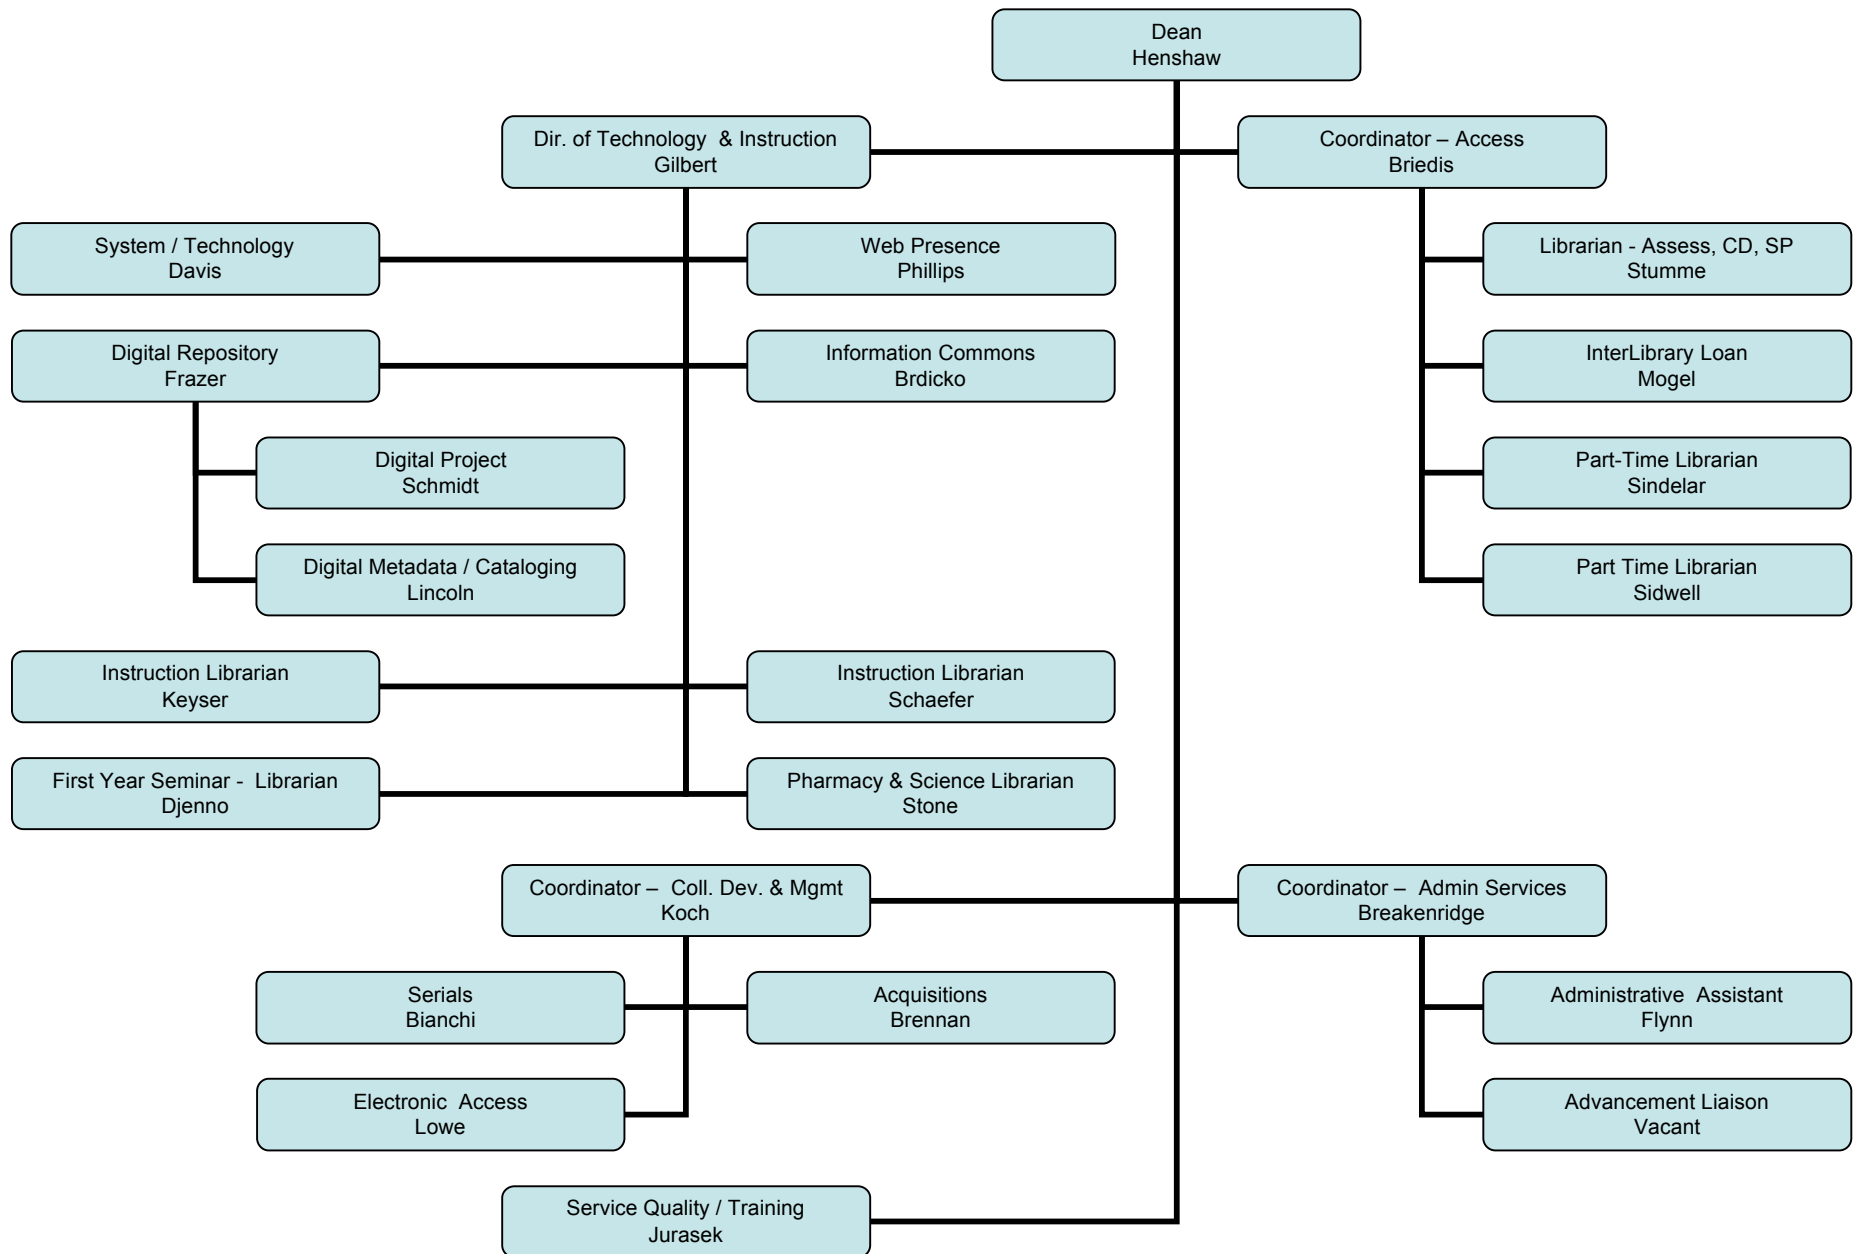 Dean
Henshaw
Dir. of Technology & Instruction
Gilbert
Coordinator – Access
Briedis
System / Technology
Davis
Web Presence
Phillips
Librarian - Assess, CD, SP
Stumme
Digital Repository
Frazer
Information Commons
Brdicko
InterLibrary Loan
Mogel
Digital Project
Schmidt
Part-Time Librarian
Sindelar
Digital Metadata / Cataloging
Lincoln
Part Time Librarian
Sidwell
Instruction Librarian
Keyser
Instruction Librarian
Schaefer
First Year Seminar - Librarian
Djenno
Pharmacy & Science Librarian
Stone
Coordinator – Coll. Dev. & Mgmt
Koch
Coordinator – Admin Services
Breakenridge
Serials
Bianchi
Acquisitions
Brennan
Administrative Assistant
Flynn
Electronic Access
Lowe
Advancement Liaison
Vacant
Service Quality / Training
Jurasek